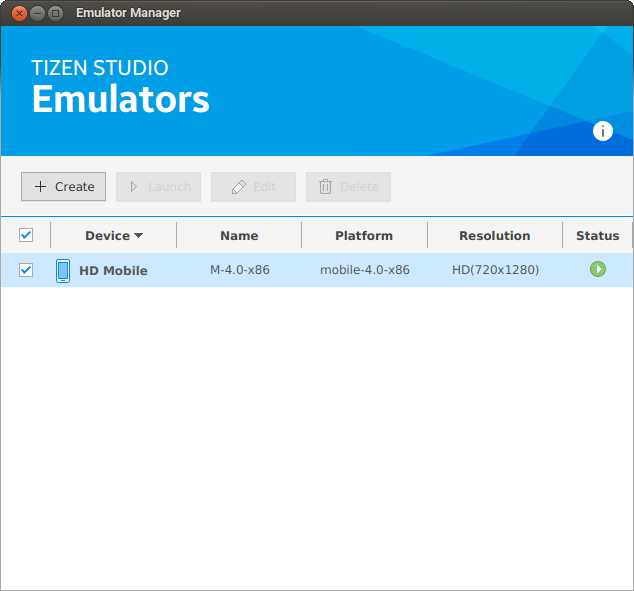 Emulator Manager
TIZEN STUDIO
Emulators
Create Launch Edit Delete
Device Name Platform Resolution Status
HD Mobile M-4.0-x86 mobile-4.0-x86 HD(720x1280)